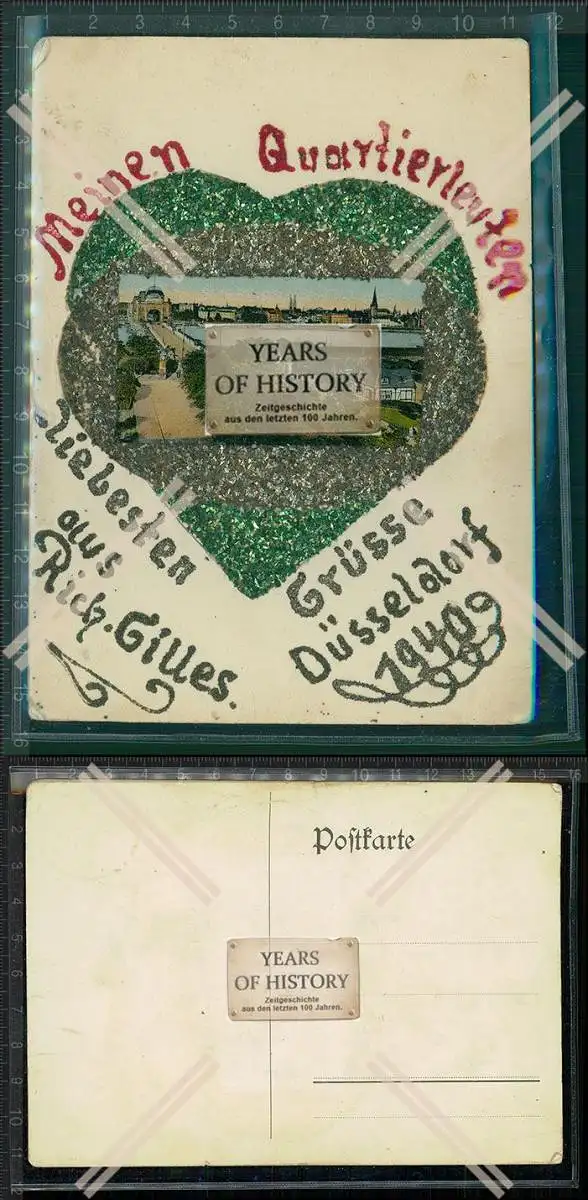 Meinen Quartierleuten
YEARS
OF HISTORY
Zeitgeschichte
aus den letzten 100 Jahren.
liebesten Grüsse
aus Düsseldorf
Rich. Gilles. 1940
Postkarte
YEARS
OF HISTORY
Zeitgeschichte
aus den letzten 100 Jahren.